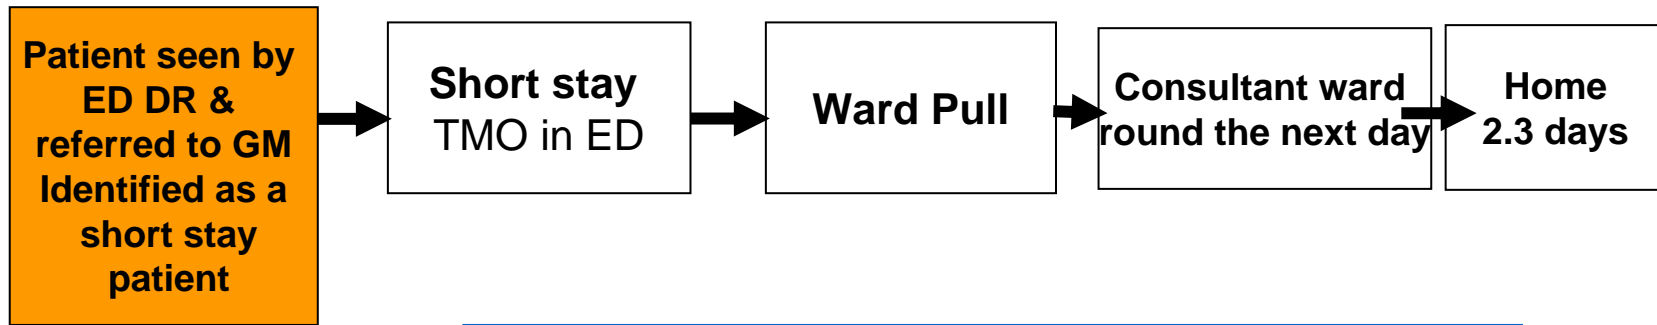 Patient seen by
ED DR &
referred to GM
Identified as a
short stay
patient
Short stay
TMO in ED
Ward Pull
Consultant ward
round the next day
Home
2.3 days